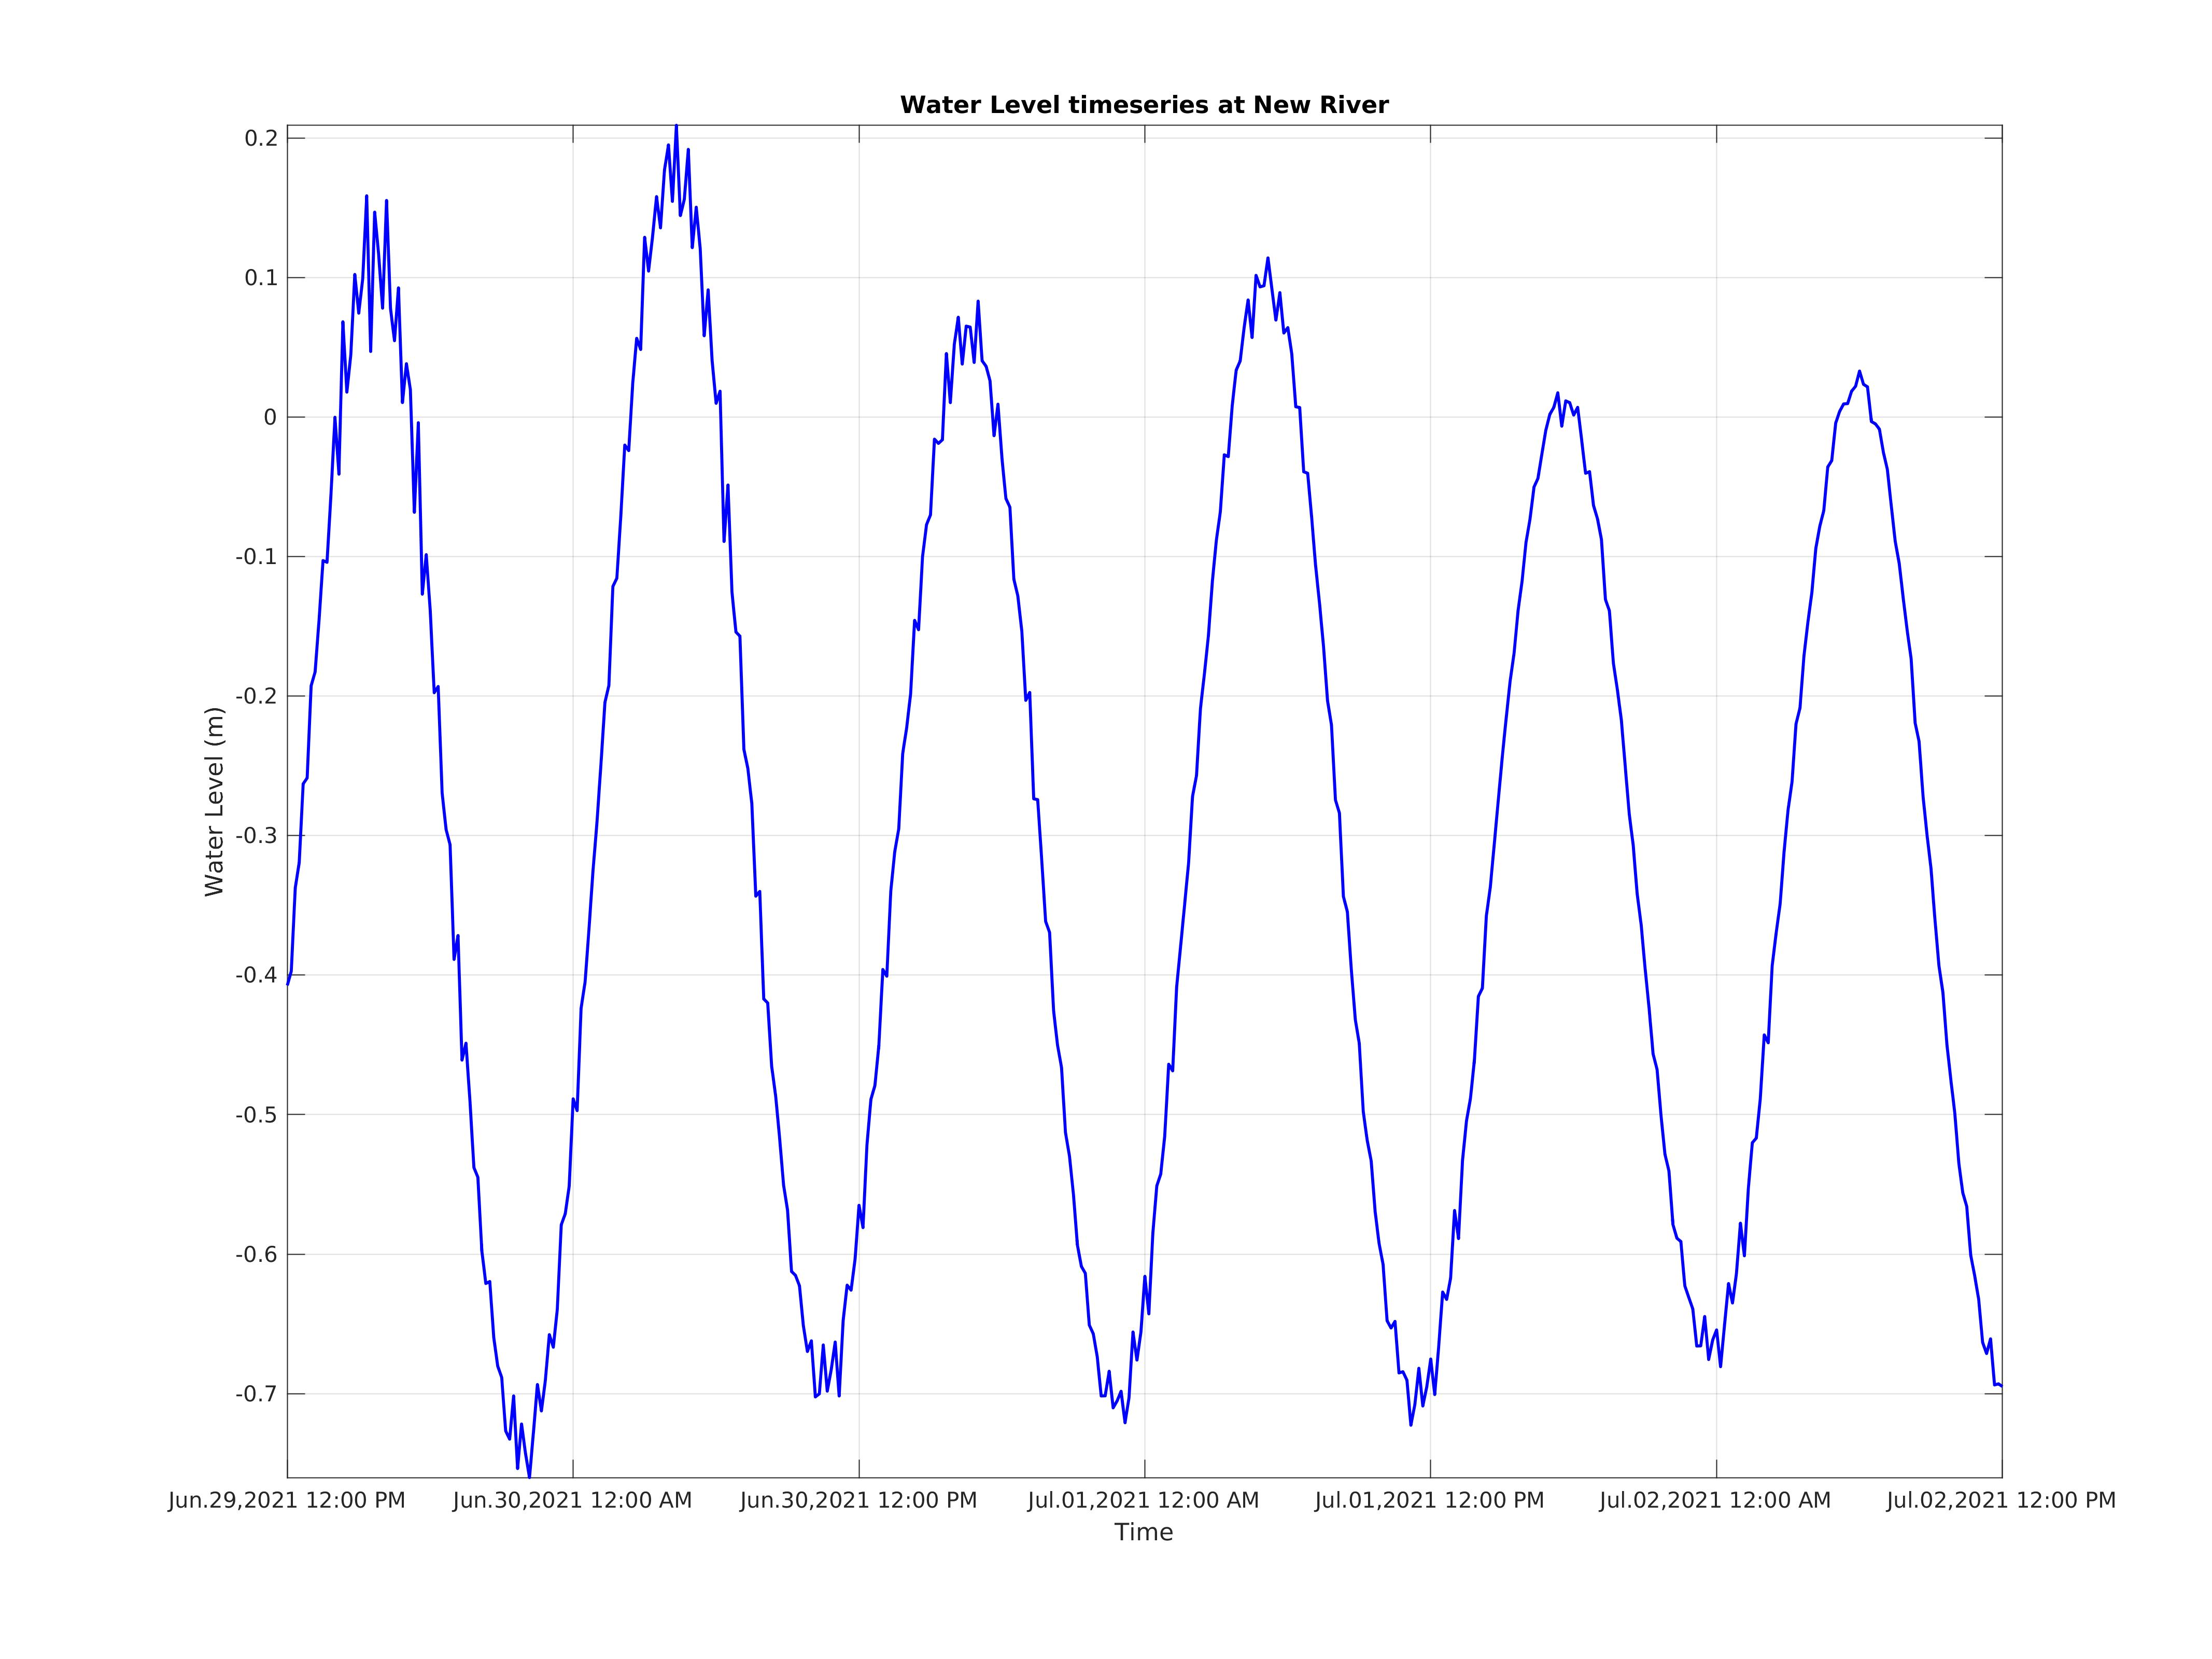 Water Level timeseries at New River
0.2
0.1
0
-0.1
-0.2
-0.3
-0.4
-0.5
-0.6
-0.7
Water Level (m)
Jun.29,2021 12:00 PM Jun.30,2021 12:00 AM Jun.30,2021 12:00 PM Jul.01,2021 12:00 AM Jul.01,2021 12:00 PM Jul.02,2021 12:00 AM Jul.02,2021 12:00 PM
Time